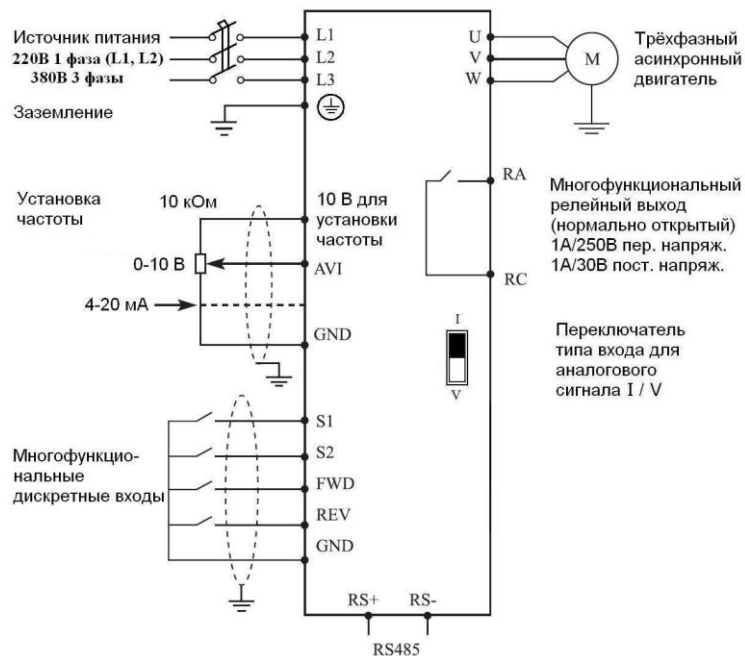 Источник питания
220В 1 фаза (L1, L2)
380В 3 фазы
Заземление
L1
L2
L3
U
V
W
M
Трёхфазный
асинхронный
двигатель
Установка
частоты
10 кОм
0-10 В
4-20 мА
10 В для
установки
частоты
AVI
GND
RA
RC
Многофункциональный
релейный выход
(нормально открытый)
1А/250В пер. напряж.
1А/30В пост. напряж.
I
V
Переключатель
типа входа для
аналогового
сигнала I / V
Многофункцио-
нальные
дискретные входы
S1
S2
FWD
REV
GND
RS+
RS-
RS485